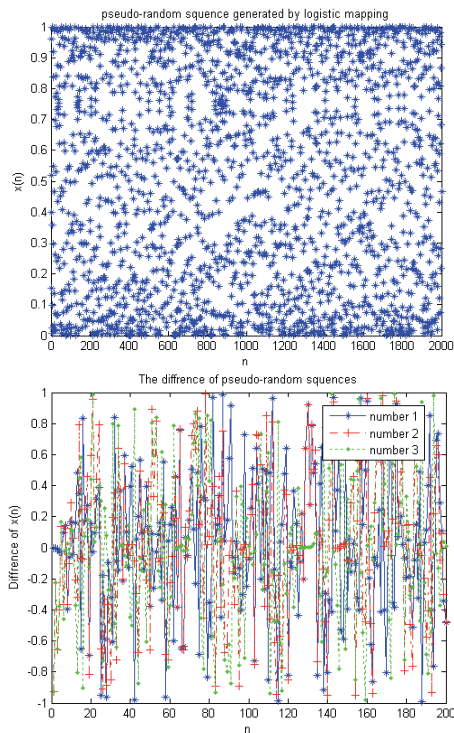 pseudo-random squence generated by logistic mapping
1
0.9
0.8
0.7
0.6
0.5
0.4
0.3
0.2
0.1
0
x(n)
0 200 400 600 800 1000 1200 1400 1600 1800 2000
n
The diffrence of pseudo-random squences
1
0.8
0.6
0.4
0.2
0
-0.2
-0.4
-0.6
-0.8
-1
Diffrence of x(n)
number 1
number 2
number 3
0 20 40 60 80 100 120 140 160 180 200
n